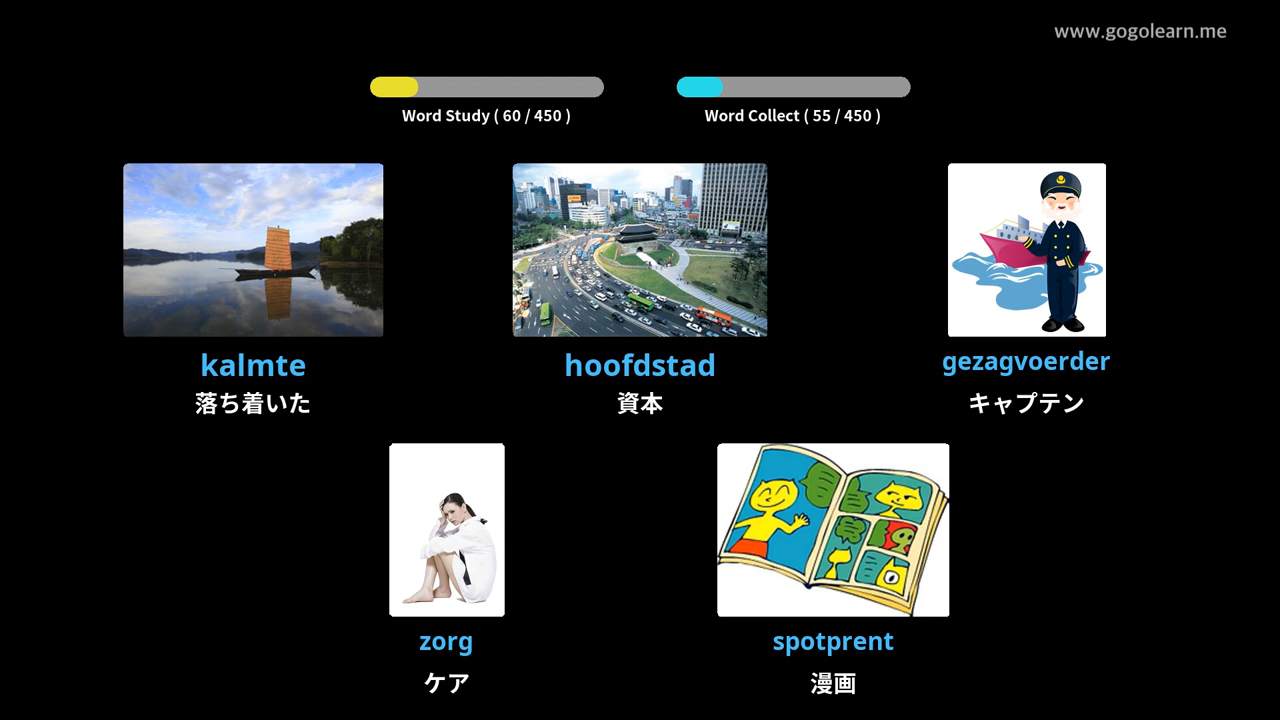 www.gogolearn.me
Word Study ( 60 / 450 )
Word Collect ( 55 / 450 )
kalmte
落ち着いた
hoofdstad
資本
gezagvoerder
キャプテン
zorg
ケア
spotprent
漫画